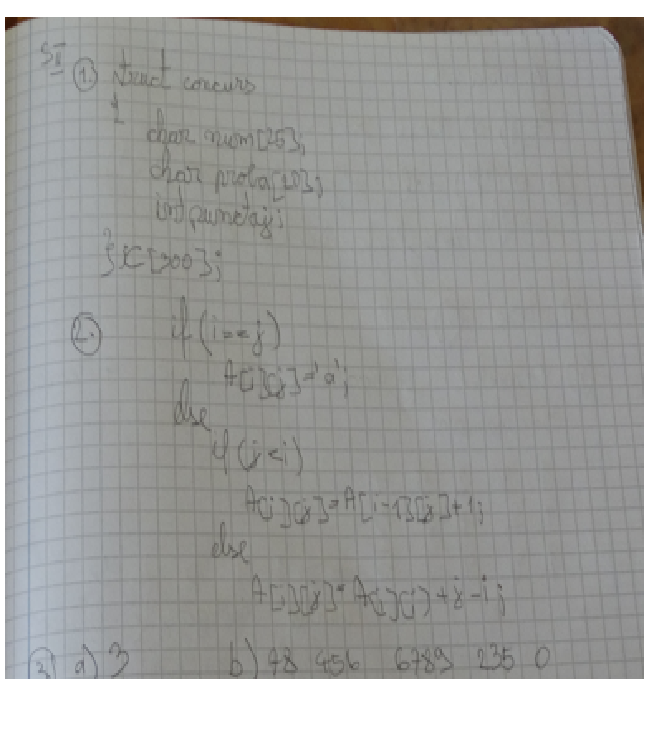 SII ① struct concurs
{
char num[25];
char proba[20];
int punctaj;
}x[300];
② if(i==j)
A[i][j]='a';
else
if(j<i)
A[i][j]=A[i-1][j]+1;
else
A[i][j]=A[i][i]+j-i;
③ a) 3 b) 48 456 6789 235 0